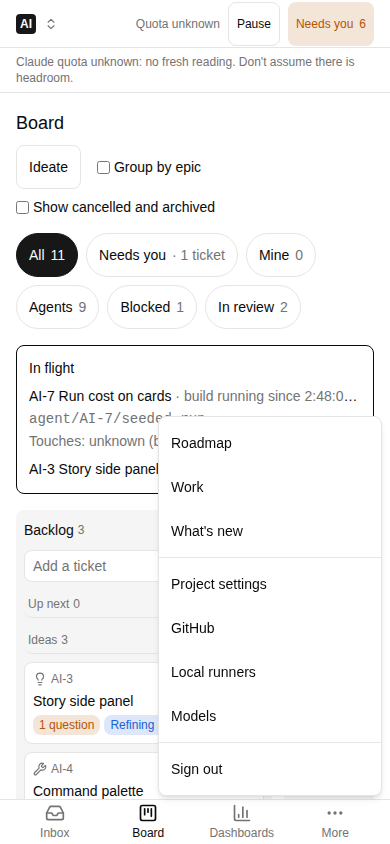 AI
Quota unknown
Pause
Needs you 6
Claude quota unknown: no fresh reading. Don't assume there is
headroom.
Board
Ideate
Group by epic
Show cancelled and archived
All 11
Needs you · 1 ticket
Mine 0
Agents 9
Blocked 1
In review 2
In flight
AI-7 Run cost on cards · build running since 2:48:0…
agent/AI-7/seeded-run
Touches: unknown (b
AI-3 Story side panel
Backlog 3
Add a ticket
Up next 0
Ideas 3
AI-3
Story side panel
1 question
Refining
AI-4
Command palette
Roadmap
Work
What's new
Project settings
GitHub
Local runners
Models
Sign out
Inbox
Board
Dashboards
More